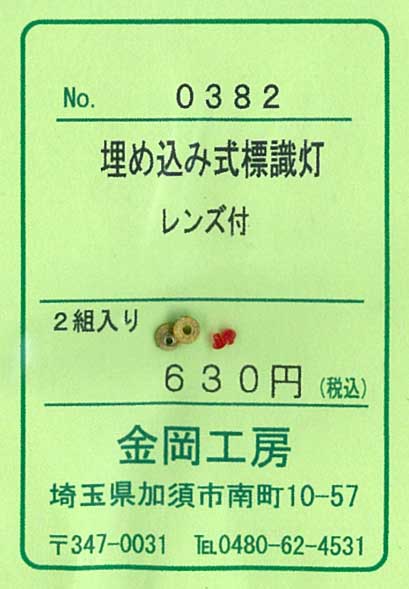 No. 0382
埋め込み式標識灯
レンズ付
2組入り
630円(税込)
金岡工房
埼玉県加須市南町10-57
〒347-0031 ℡0480-62-4531